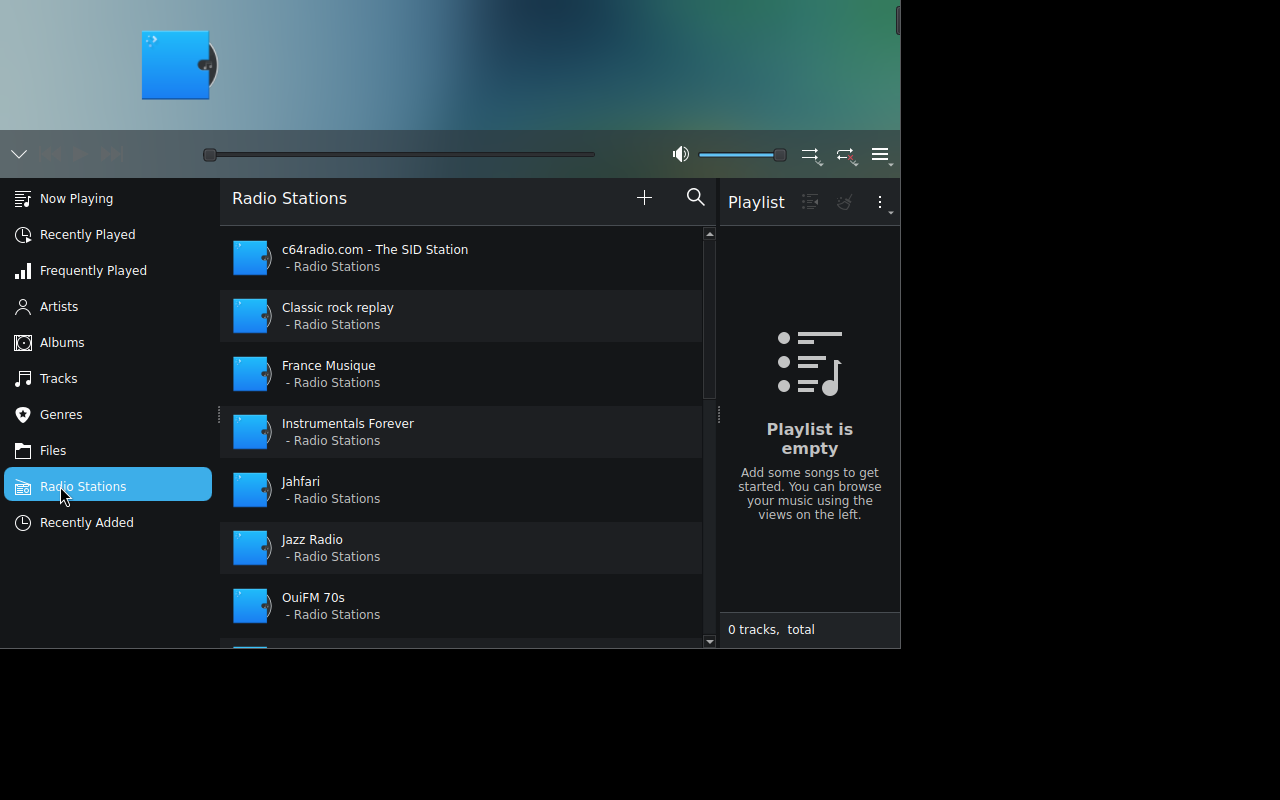 Now Playing
Recently Played
Frequently Played
Artists
Albums
Tracks
Genres
Files
Radio Stations
Recently Added
Radio Stations
c64radio.com - The SID Station
- Radio Stations
Classic rock replay
- Radio Stations
France Musique
- Radio Stations
Instrumentals Forever
- Radio Stations
Jahfari
- Radio Stations
Jazz Radio
- Radio Stations
OuiFM 70s
- Radio Stations
Playlist
Playlist is
empty
Add some songs to get
started. You can browse
your music using the
views on the left.
0 tracks,  total